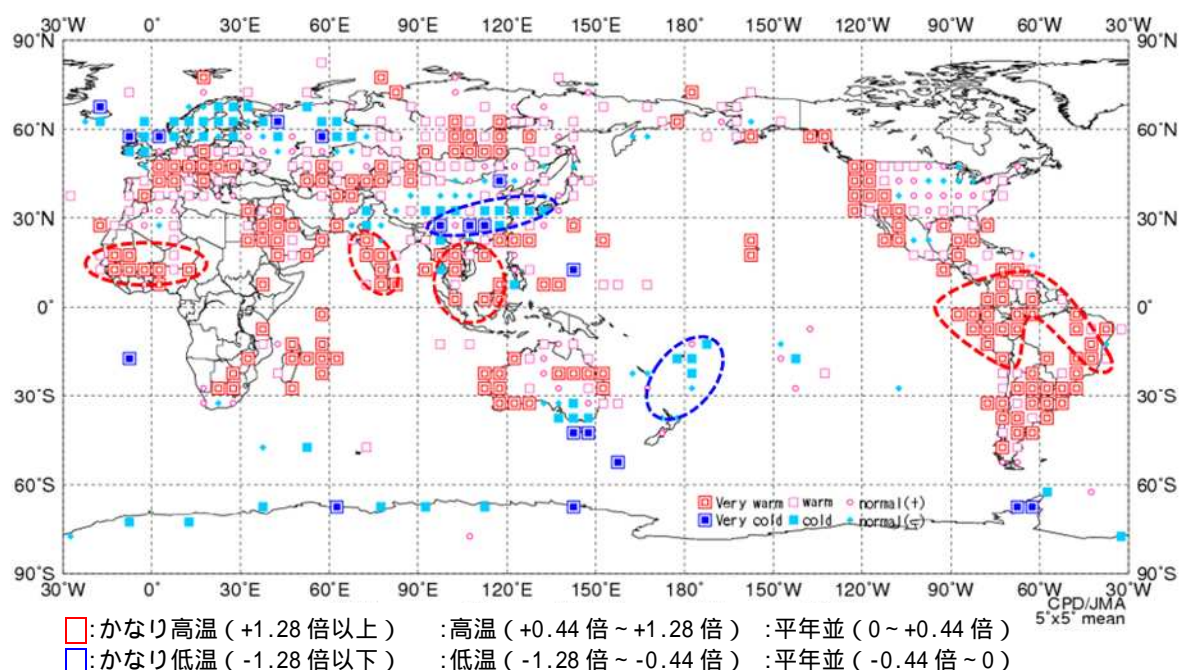 30°W 0° 30°E 60°E 90°E 120°E 150°E 180° 150°W 120°W 90°W 60°W 30°W
90°N 90°N
60°N 60°N
30°N 30°N
0° 0°
30°S 30°S
60°S 60°S
Very warm warm normal(+)
Very cold cold normal(-)
90°S 90°S
30°W 0° 30°E 60°E 90°E 120°E 150°E 180° 150°W 120°W 90°W 60°W 30°W
CPD/JMA
5°x5° mean
:かなり高温(+1.28 倍以上) :高温(+0.44 倍~+1.28 倍) :平年並(0~+0.44 倍)
:かなり低温(-1.28 倍以下) :低温(-1.28 倍~-0.44 倍) :平年並(-0.44 倍~0)